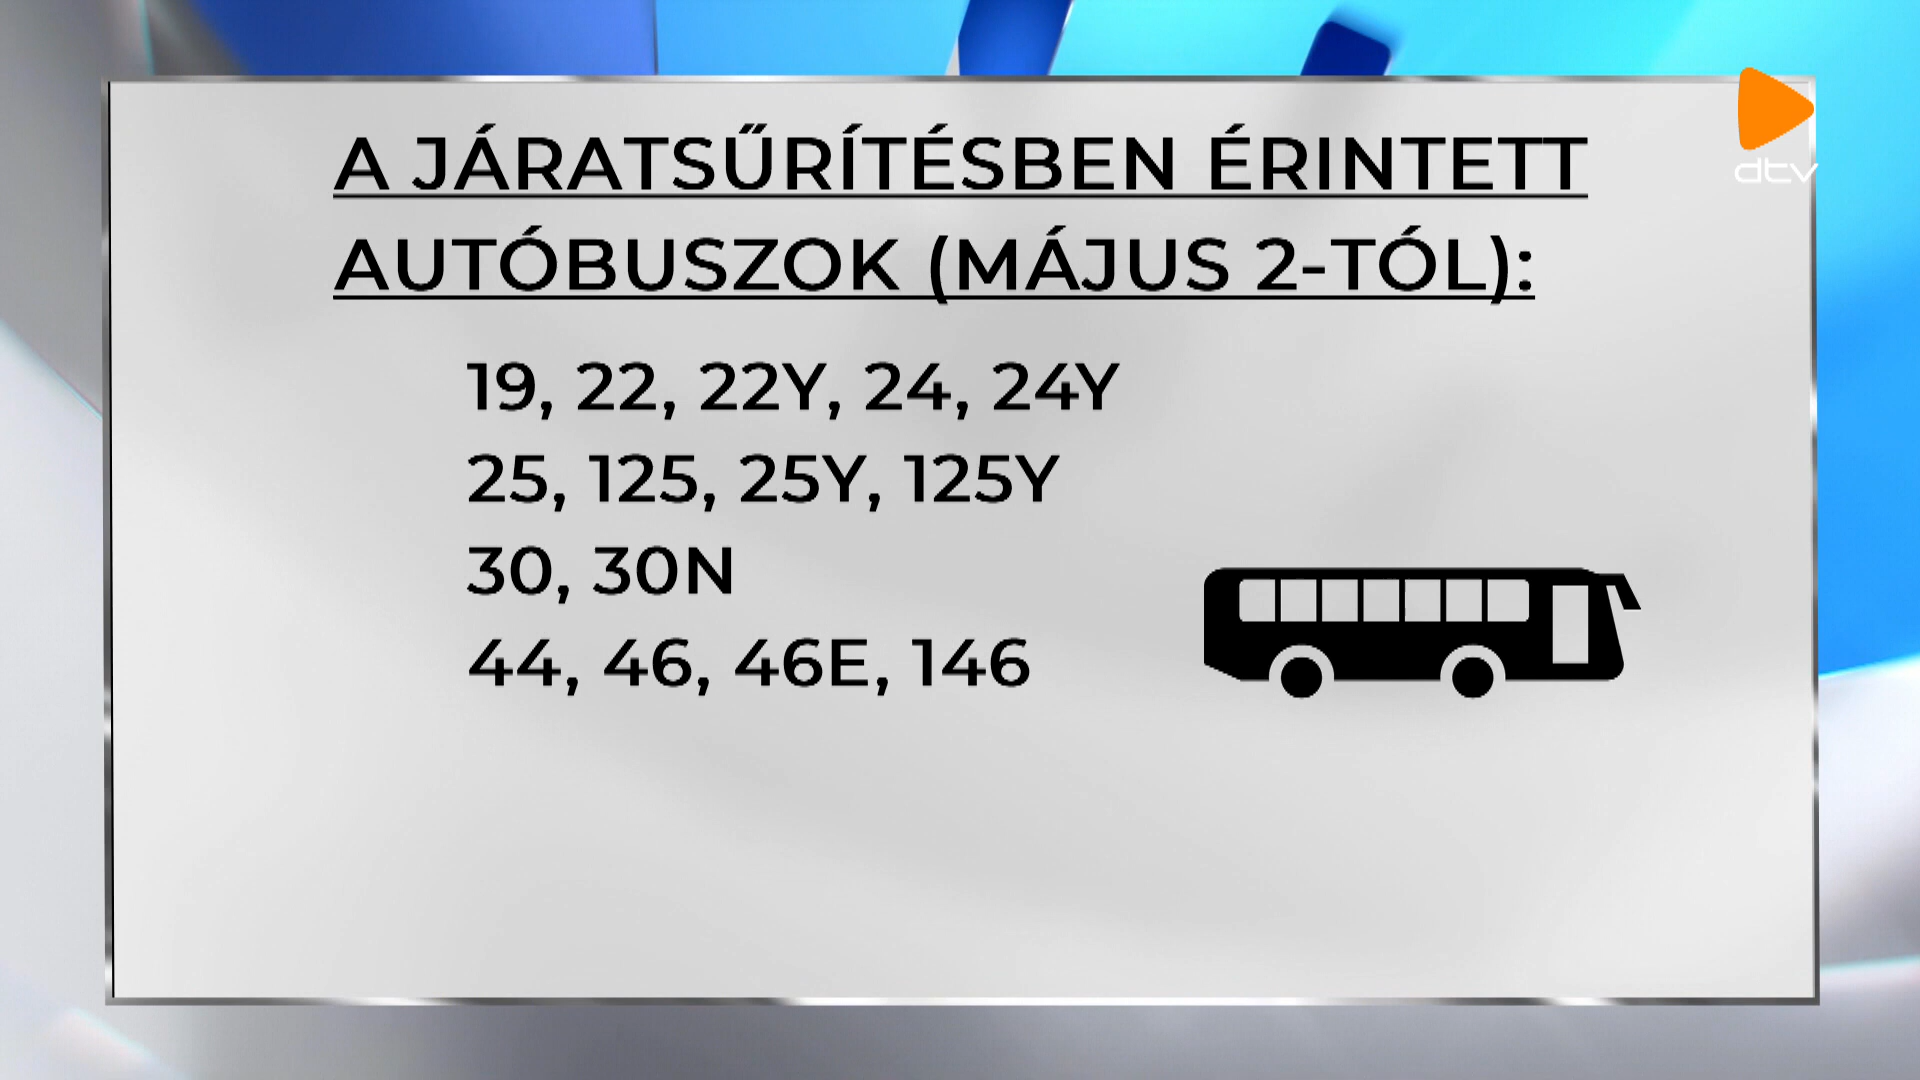 A JÁRATSŰRÍTÉSBEN ÉRINTETT
AUTÓBUSZOK (MÁJUS 2-TÓL):
19, 22, 22Y, 24, 24Y
25, 125, 25Y, 125Y
30, 30N
44, 46, 46E, 146
dtv